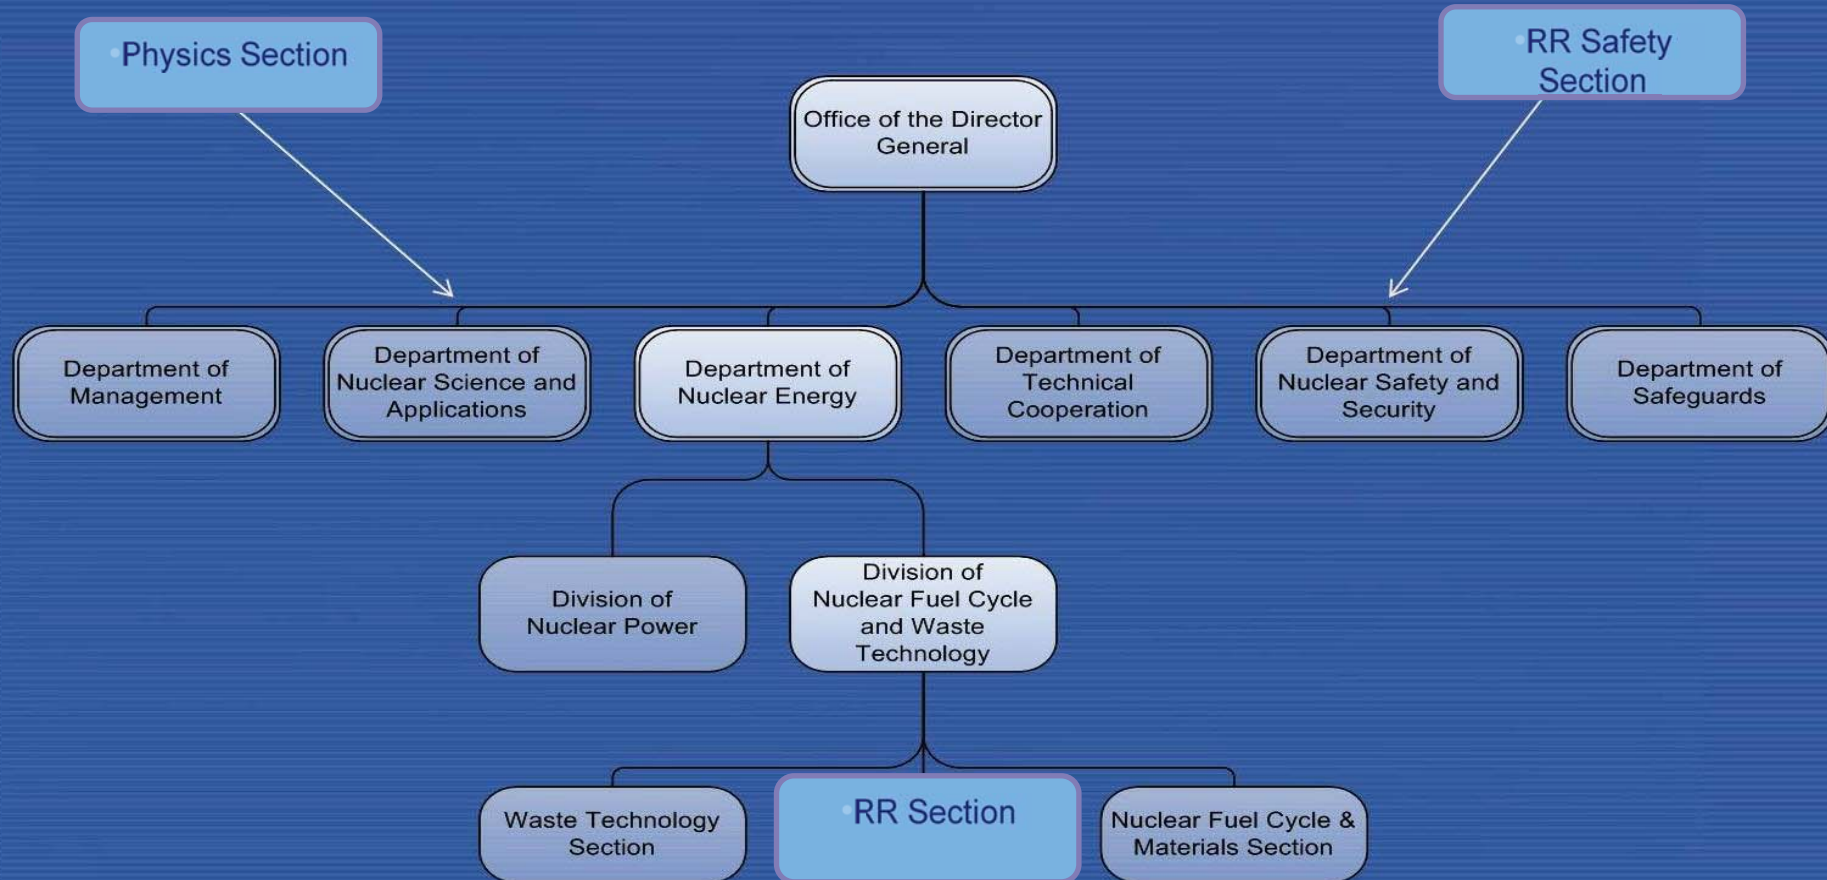 •Physics Section
•RR Safety
Section
Office of the Director
General
Department of
Management
Department of
Nuclear Science and
Applications
Department of
Nuclear Energy
Department of
Technical
Cooperation
Department of
Nuclear Safety and
Security
Department of
Safeguards
Division of
Nuclear Power
Division of
Nuclear Fuel Cycle
and Waste
Technology
Waste Technology
Section
•RR Section
Nuclear Fuel Cycle &
Materials Section